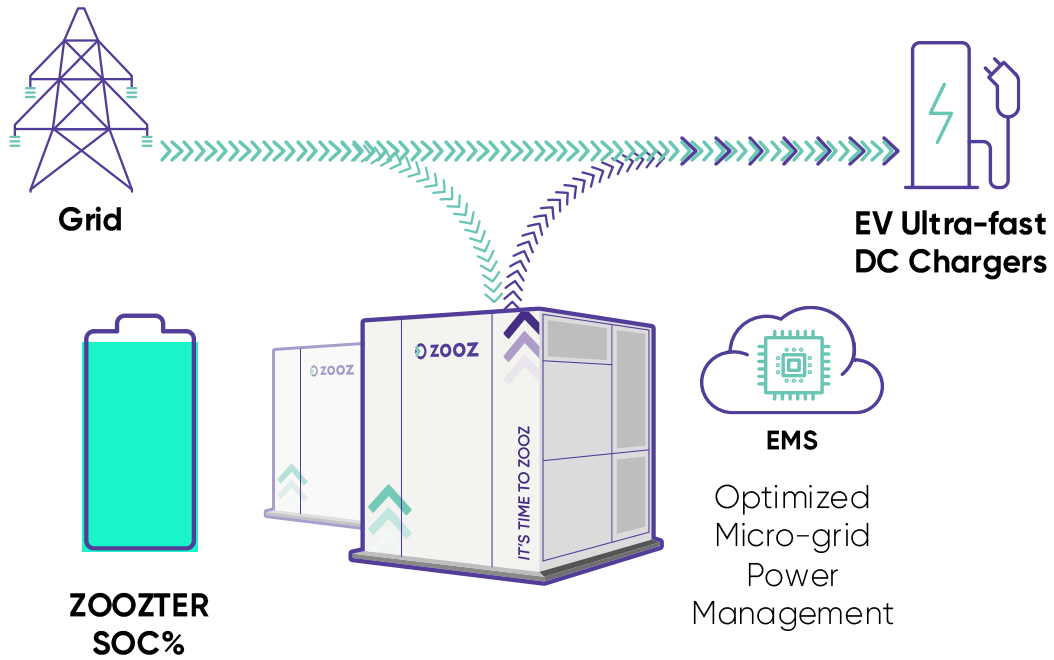 Grid
EV Ultra-fast
DC Chargers
ZOOZ
ZOOZ
IT'S TIME TO ZOOZ
EMS
Optimized
Micro-grid
Power
Management
ZOOZTER
SOC%